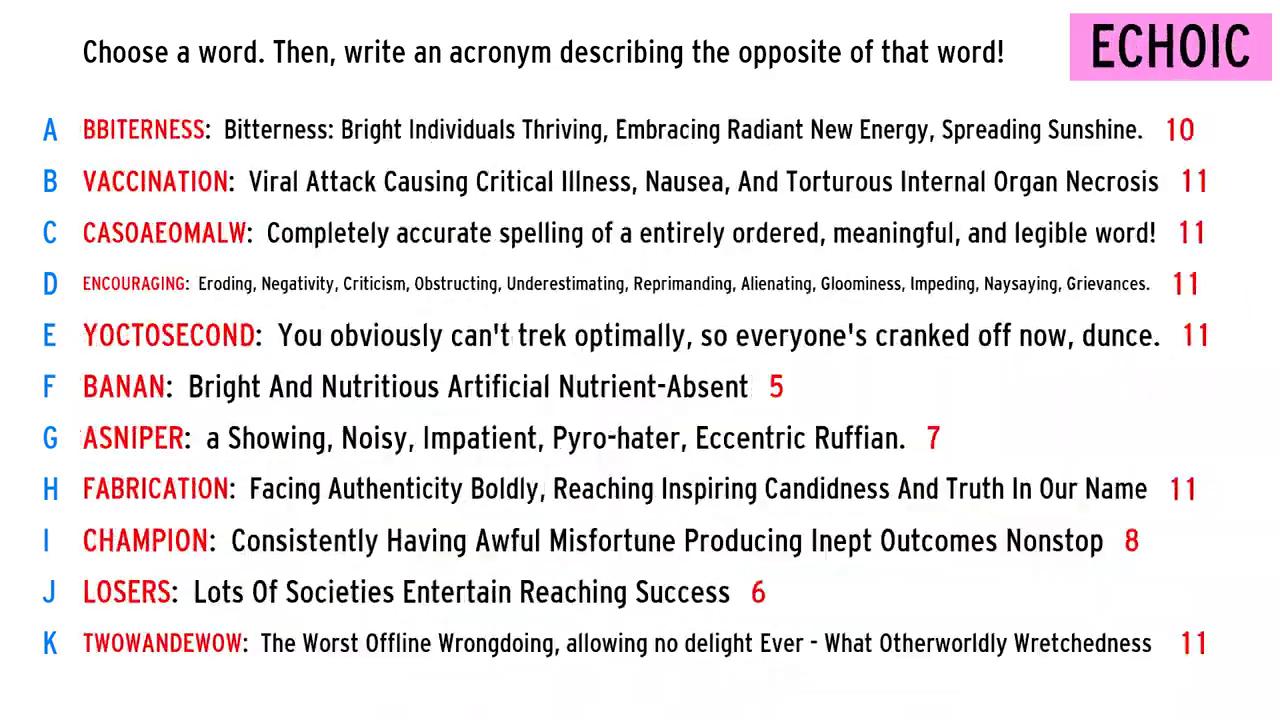 Choose a word. Then, write an acronym describing the opposite of that word!
ECHOIC
A BBITERNESS: Bitterness: Bright Individuals Thriving, Embracing Radiant New Energy, Spreading Sunshine. 10
B VACCINATION: Viral Attack Causing Critical Illness, Nausea, And Torturous Internal Organ Necrosis 11
C CASOAEOMALW: Completely accurate spelling of a entirely ordered, meaningful, and legible word! 11
D ENCOURAGING: Eroding, Negativity, Criticism, Obstructing, Underestimating, Reprimanding, Alienating, Gloominess, Impeding, Naysaying, Grievances. 11
E YOCTOSECOND: You obviously can't trek optimally, so everyone's cranked off now, dunce. 11
F BANAN: Bright And Nutritious Artificial Nutrient-Absent 5
G ASNIPER: a Showing, Noisy, Impatient, Pyro-hater, Eccentric Ruffian. 7
H FABRICATION: Facing Authenticity Boldly, Reaching Inspiring Candidness And Truth In Our Name 11
I CHAMPION: Consistently Having Awful Misfortune Producing Inept Outcomes Nonstop 8
J LOSERS: Lots Of Societies Entertain Reaching Success 6
K TWOWANDEWOW: The Worst Offline Wrongdoing, allowing no delight Ever - What Otherworldly Wretchedness 11